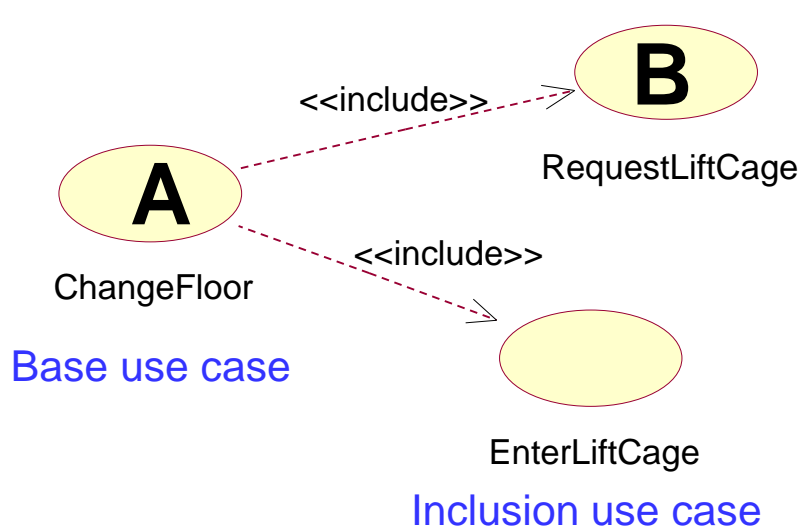 B
<<include>>
RequestLiftCage
A
<<include>>
ChangeFloor
Base use case
EnterLiftCage
Inclusion use case